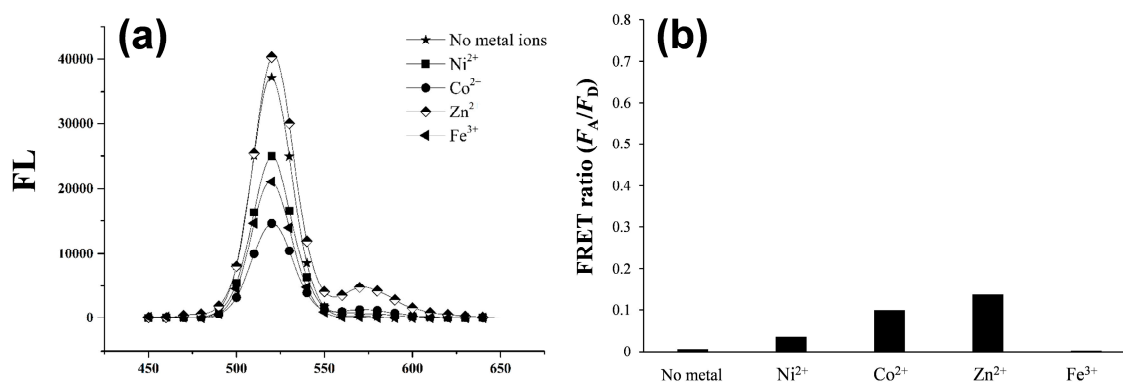 (a)
FL
40000
30000
20000
10000
0
450
500
550
600
650
No metal ions
Ni²⁺
Co²⁻
Zn²
Fe³⁺
(b)
FRET ratio (F_A/F_D)
0.8
0.7
0.6
0.5
0.4
0.3
0.2
0.1
0
No metal
Ni²⁺
Co²⁺
Zn²⁺
Fe³⁺